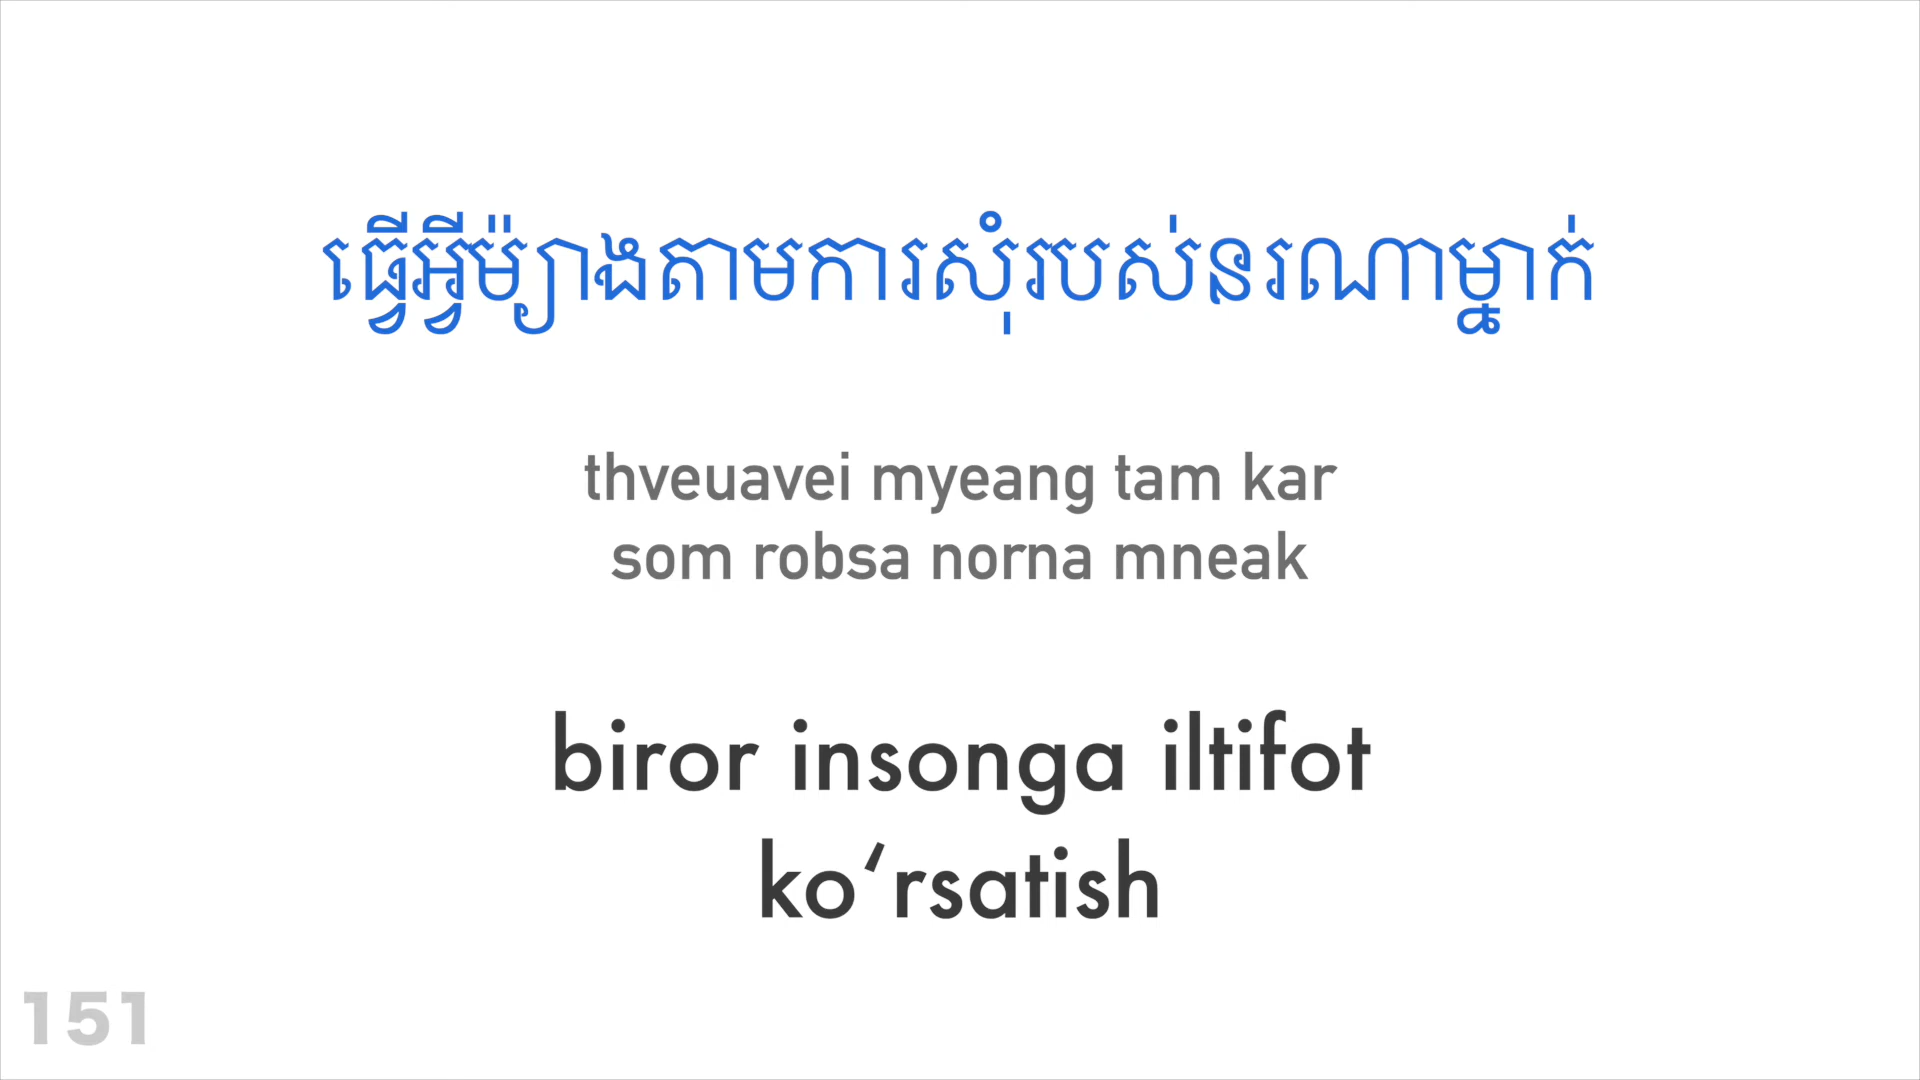 ធ្វើអ្វីម៉្យាងតាមការសុំរបស់នរណាម្នាក់
thveuavei myeang tam kar
som robsa norna mneak
biror insonga iltifot
ko‘rsatish
151